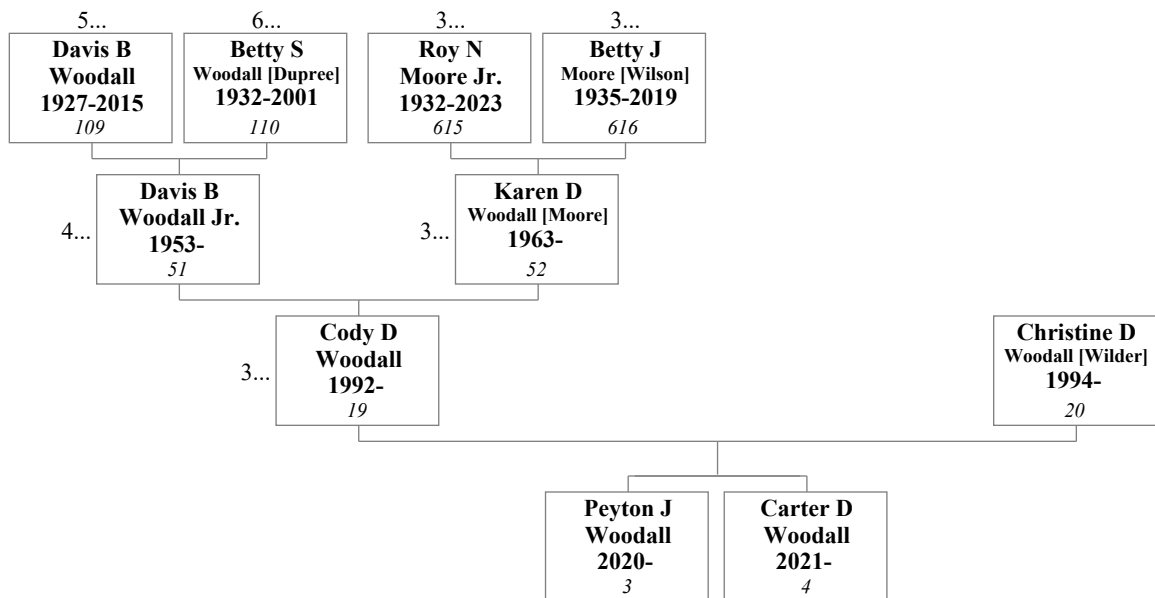 5...
6...
3...
3...
Davis B
Woodall
1927-2015
109
Betty S
Woodall [Dupree]
1932-2001
110
Roy N
Moore Jr.
1932-2023
615
Betty J
Moore [Wilson]
1935-2019
616
4...
Davis B
Woodall Jr.
1953-
51
3...
Karen D
Woodall [Moore]
1963-
52
3...
Cody D
Woodall
1992-
19
Christine D
Woodall [Wilder]
1994-
20
Peyton J
Woodall
2020-
3
Carter D
Woodall
2021-
4